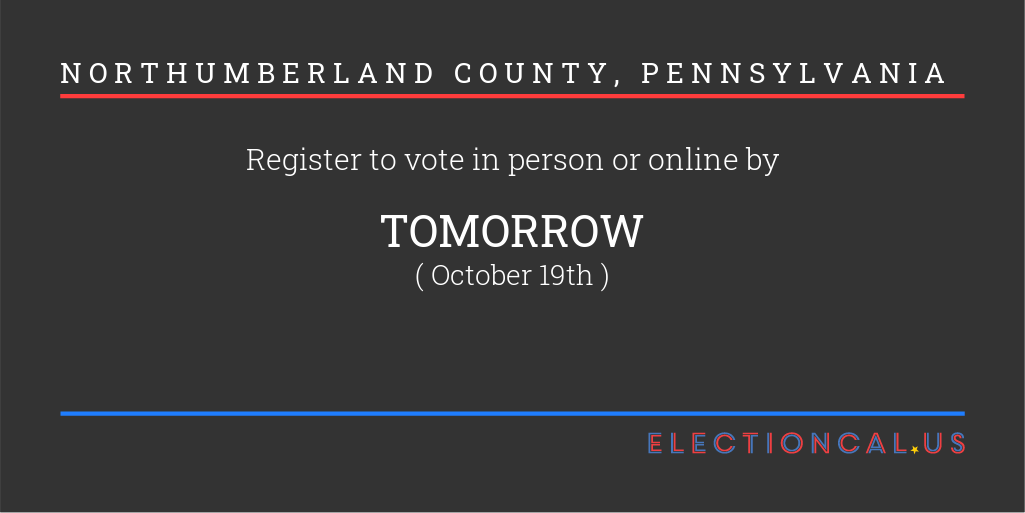 NORTHUMBERLAND COUNTY, PENNSYLVANIA
Register to vote in person or online by
TOMORROW
( October 19th )
ELECTIONCAL.US